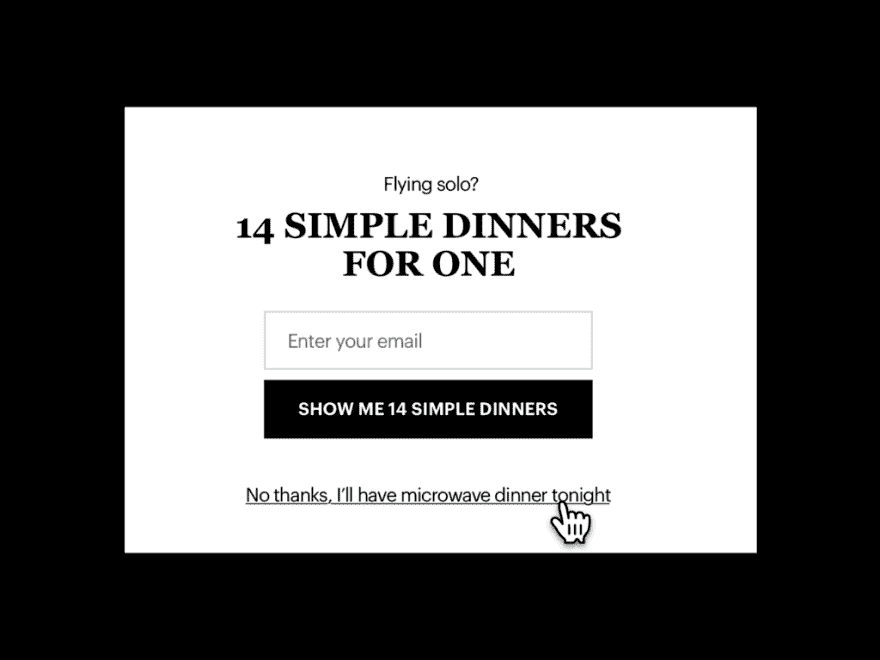 Flying solo?
14 SIMPLE DINNERS
FOR ONE
Enter your email
SHOW ME 14 SIMPLE DINNERS
No thanks, I’ll have microwave dinner tonight